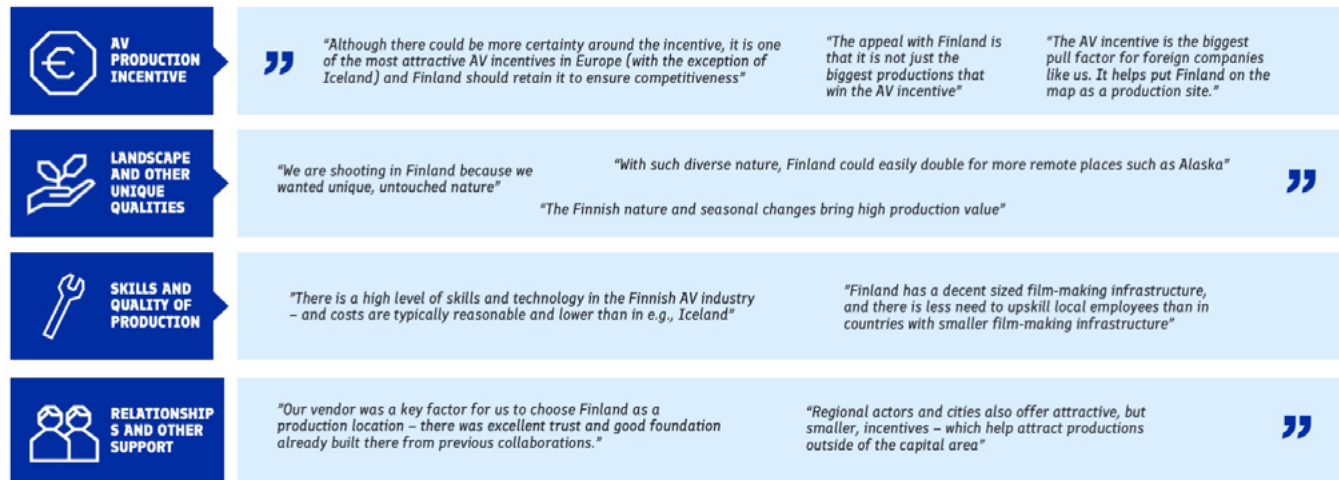 AV
PRODUCTION
INCENTIVE
”
"Although there could be more certainty around the incentive, it is one
of the most attractive AV incentives in Europe (with the exception of
Iceland) and Finland should retain it to ensure competitiveness"
"The appeal with Finland is
that it is not just the
biggest productions that
win the AV incentive"
"The AV incentive is the biggest
pull factor for foreign companies
like us. It helps put Finland on the
map as a production site."
LANDSCAPE
AND OTHER
UNIQUE
QUALITIES
"We are shooting in Finland because we
wanted unique, untouched nature"
"With such diverse nature, Finland could easily double for more remote places such as Alaska"
"The Finnish nature and seasonal changes bring high production value"
”
SKILLS AND
QUALITY OF
PRODUCTION
"There is a high level of skills and technology in the Finnish AV industry
– and costs are typically reasonable and lower than in e.g., Iceland"
"Finland has a decent sized film-making infrastructure,
and there is less need to upskill local employees than in
countries with smaller film-making infrastructure"
RELATIONSHIP
S AND OTHER
SUPPORT
"Our vendor was a key factor for us to choose Finland as a
production location – there was excellent trust and good foundation
already built there from previous collaborations."
"Regional actors and cities also offer attractive, but
smaller, incentives – which help attract productions
outside of the capital area"
”